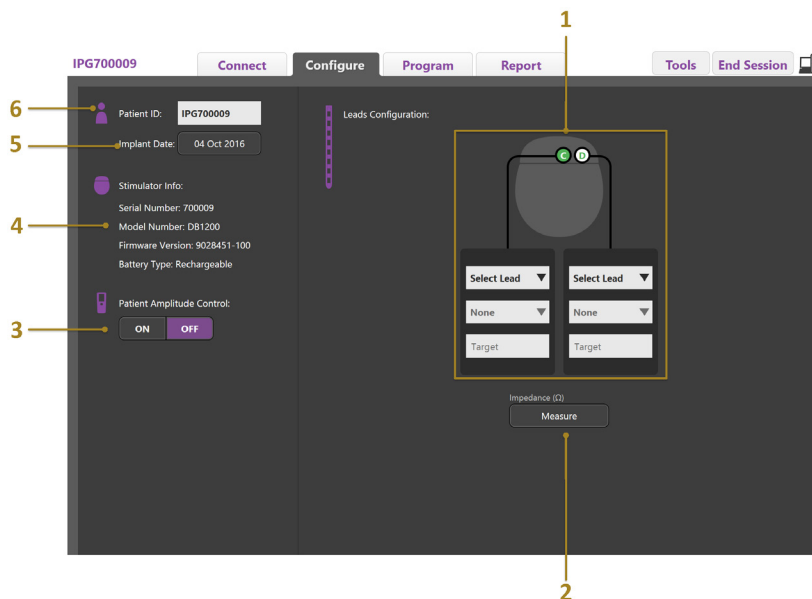 1
IPG700009 Connect Configure Program Report Tools End Session
6 Patient ID: IPG700009
5 Implant Date: 04 Oct 2016
Stimulator Info:
Serial Number: 700009
4 Model Number: DB1200
Firmware Version: 9028451-100
Battery Type: Rechargeable
Patient Amplitude Control:
3 ON OFF
Leads Configuration:
C D
Select Lead Select Lead
None None
Target Target
Impedance (Ω)
Measure
2